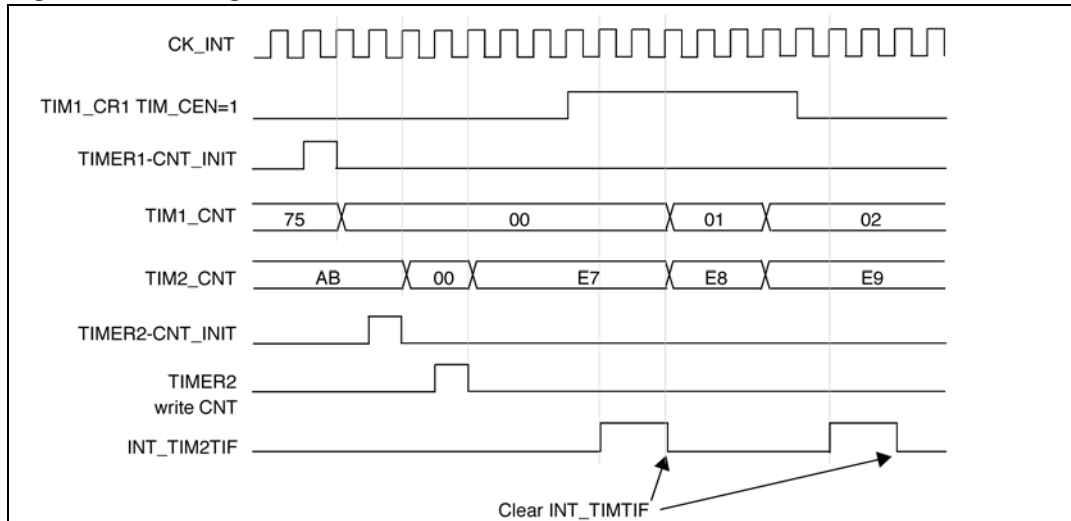 CK_INT
TIM1_CR1 TIM_CEN=1
TIMER1-CNT_INIT
TIM1_CNT 75 00 01 02
TIM2_CNT AB 00 E7 E8 E9
TIMER2-CNT_INIT
TIMER2
write CNT
INT_TIM2TIF
Clear INT_TIMTIF